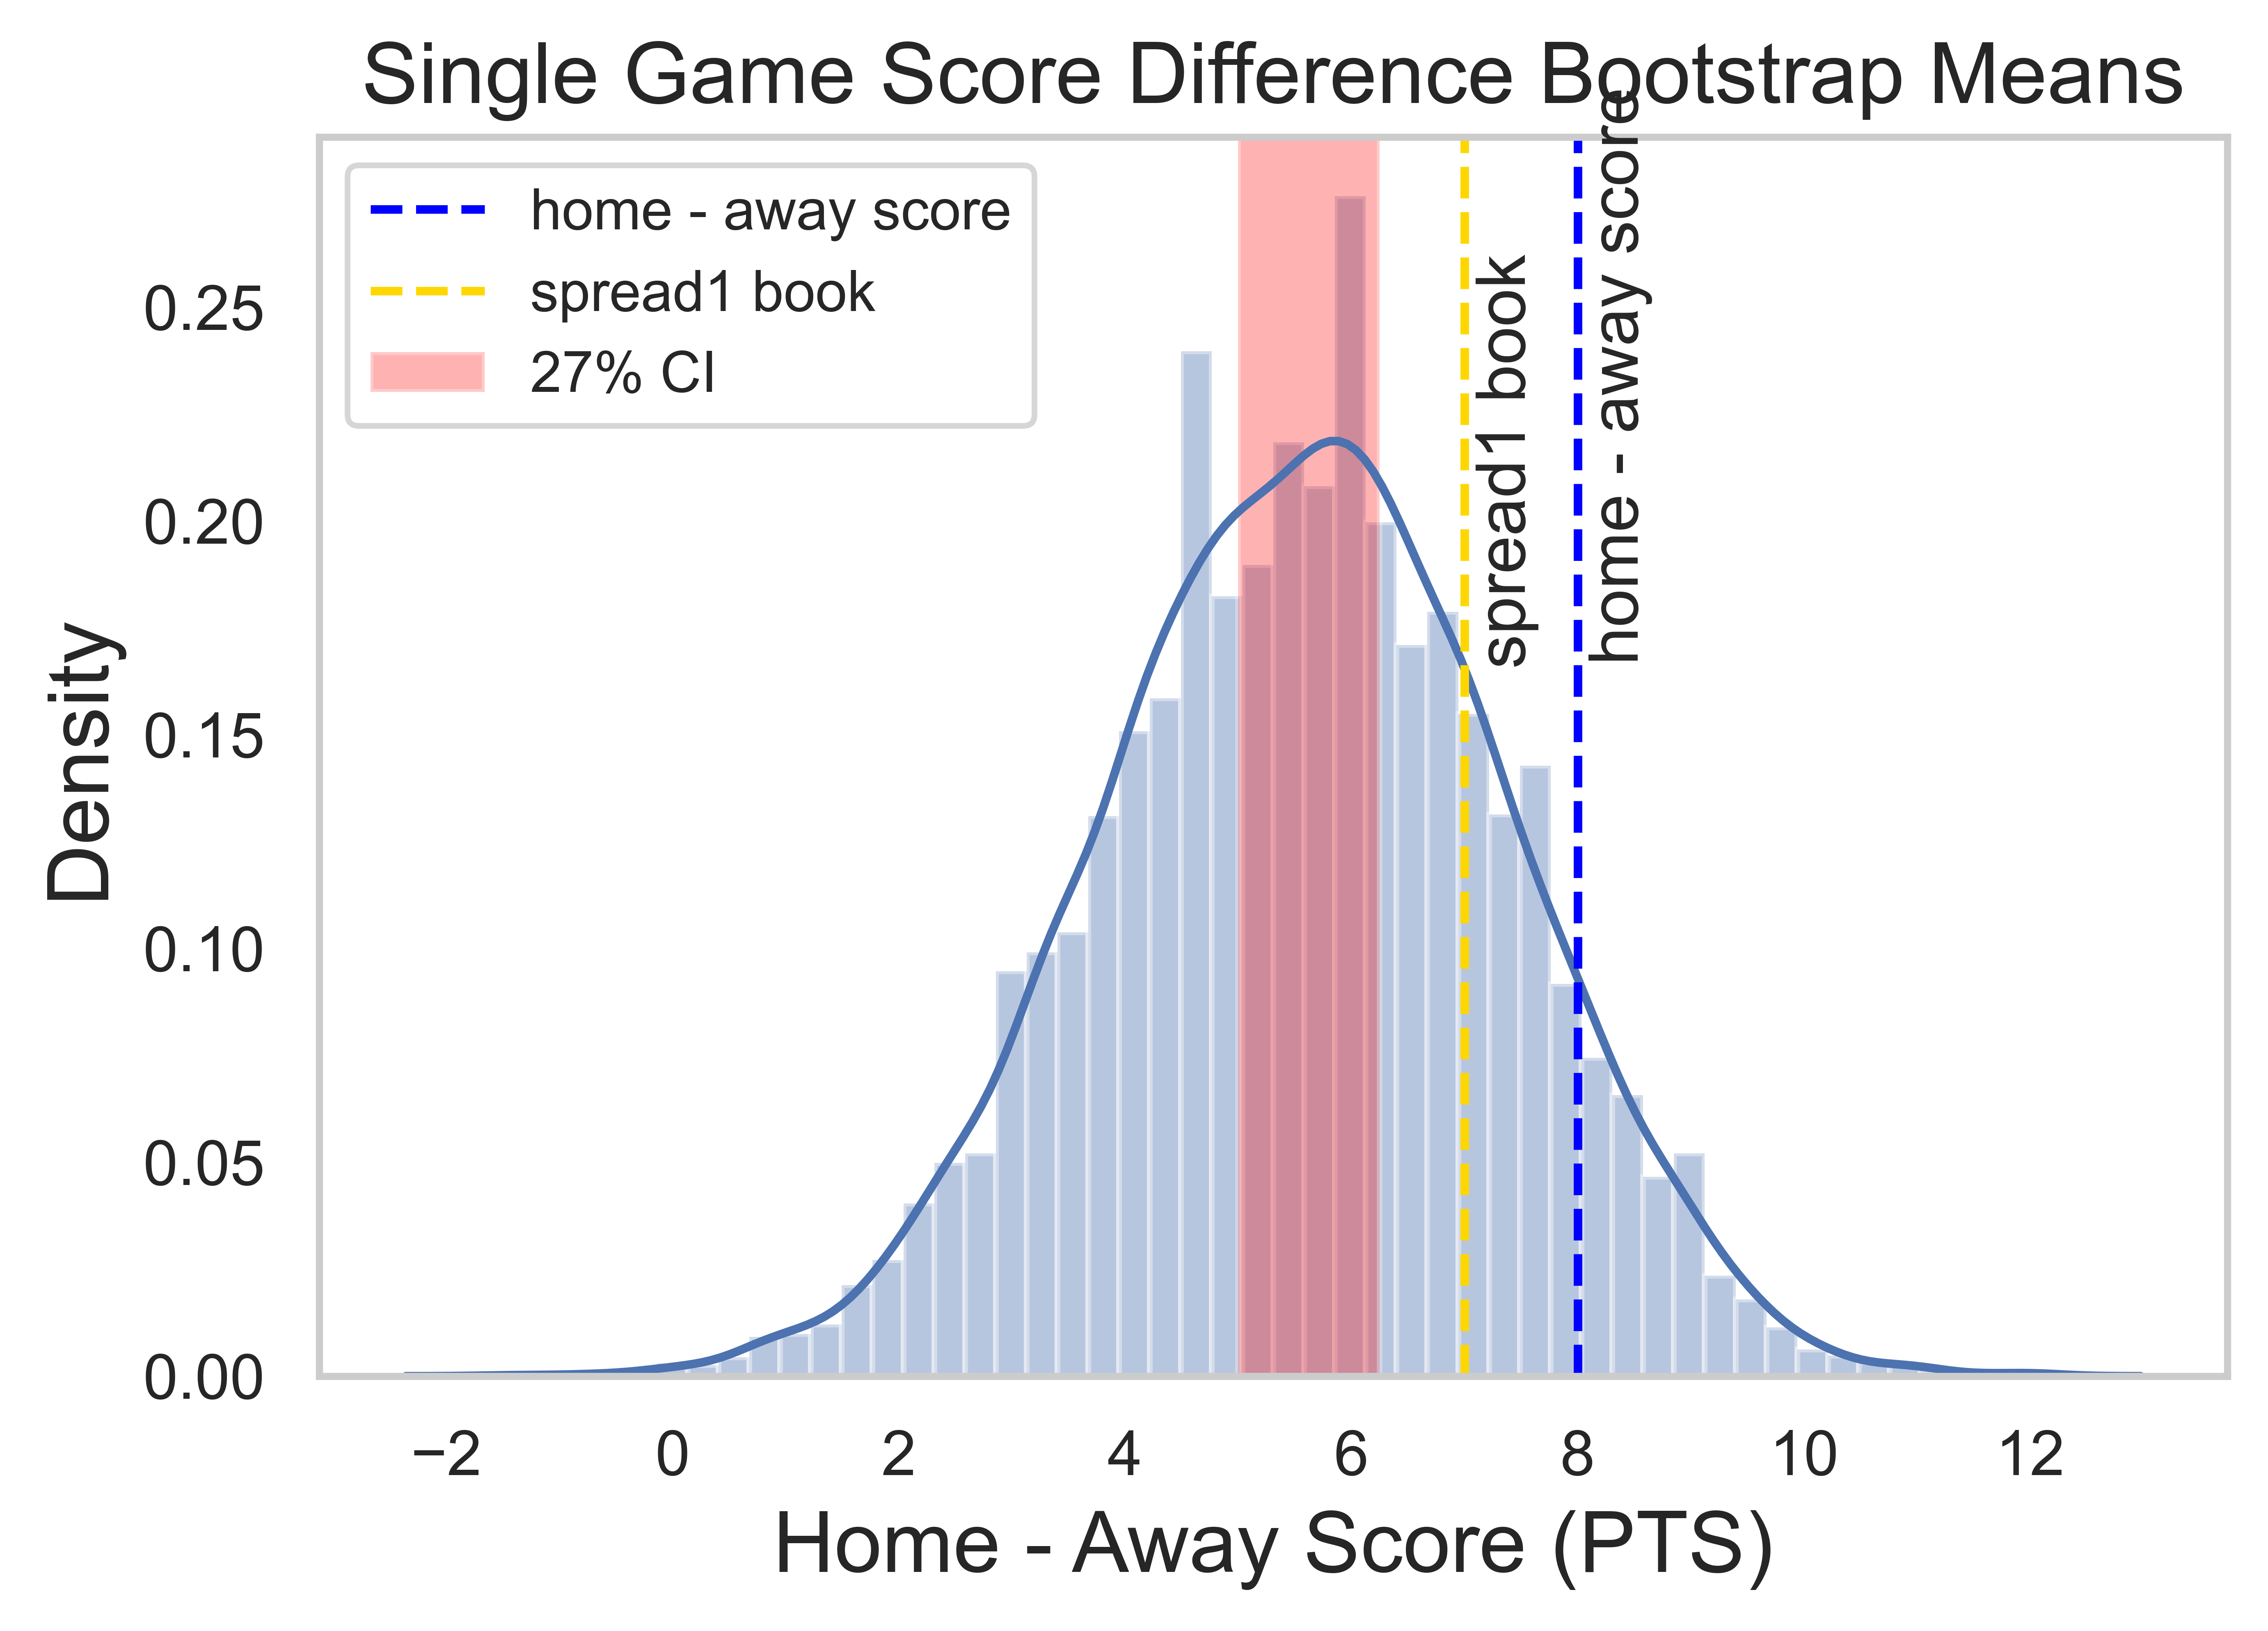 Single Game Score Difference Bootstrap Means
home - away score
spread1 book
27% CI
spread1 book
home - away score
Density
0.25
0.20
0.15
0.10
0.05
0.00
−2 0 2 4 6 8 10 12
Home - Away Score (PTS)